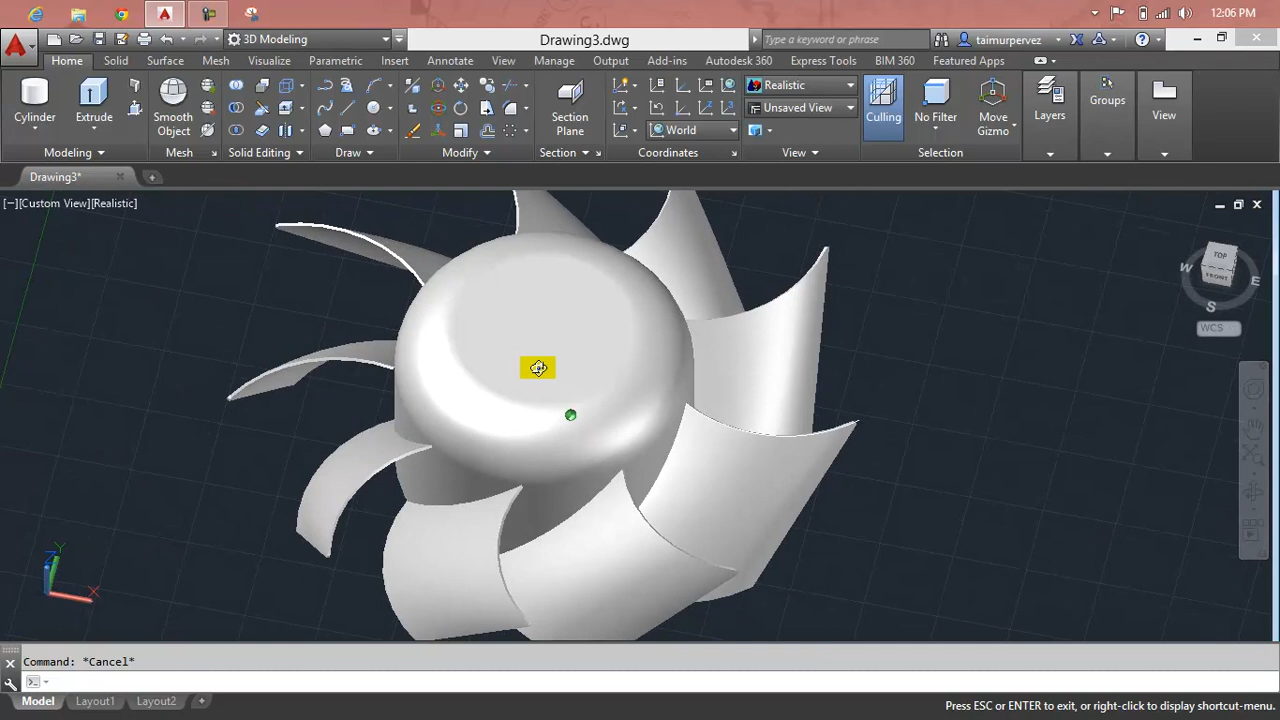 12:06 PM
3D Modeling
Drawing3.dwg
Type a keyword or phrase
taimurpervez
Home Solid Surface Mesh Visualize Parametric Insert Annotate View Manage Output Add-ins Autodesk 360 Express Tools BIM 360 Featured Apps
Cylinder
Extrude
Smooth
Object
Section
Plane
Realistic
Unsaved View
World
Culling
No Filter
Move
Gizmo
Layers
Groups
View
Modeling Mesh Solid Editing Draw Modify Section Coordinates View Selection
Drawing3*
[−][Custom View][Realistic]
TOP
FRONT
W
E
S
WCS
Z
Y
X
Command: *Cancel*
Model Layout1 Layout2
Press ESC or ENTER to exit, or right-click to display shortcut-menu.